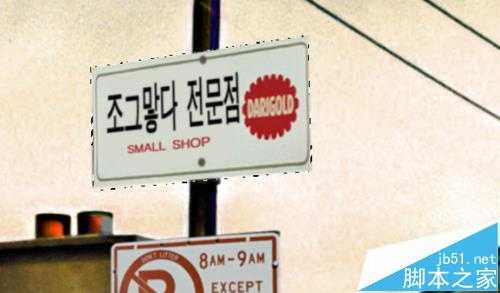 조그맣다 전문점
DARIGOLD
SMALL SHOP
DON'T LITTER
8AM-9AM
EXCEPT
jb51.net
脚本之家